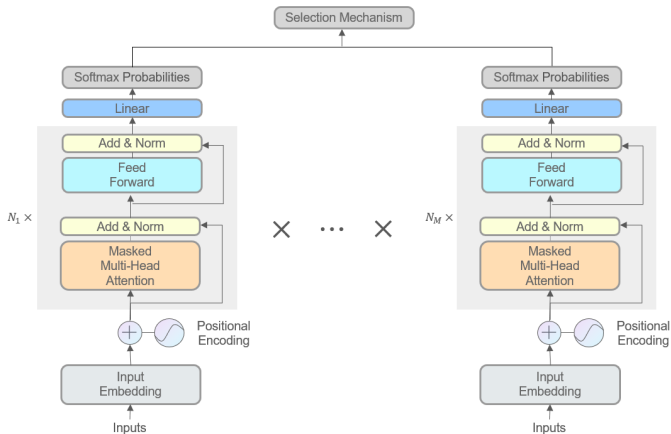 Selection Mechanism
Softmax Probabilities
Linear
Add & Norm
Feed
Forward
N₁ ×
Add & Norm
Masked
Multi-Head
Attention
Positional
Encoding
Input
Embedding
Inputs
× ... ×
Softmax Probabilities
Linear
Add & Norm
Feed
Forward
N_M ×
Add & Norm
Masked
Multi-Head
Attention
Positional
Encoding
Input
Embedding
Inputs